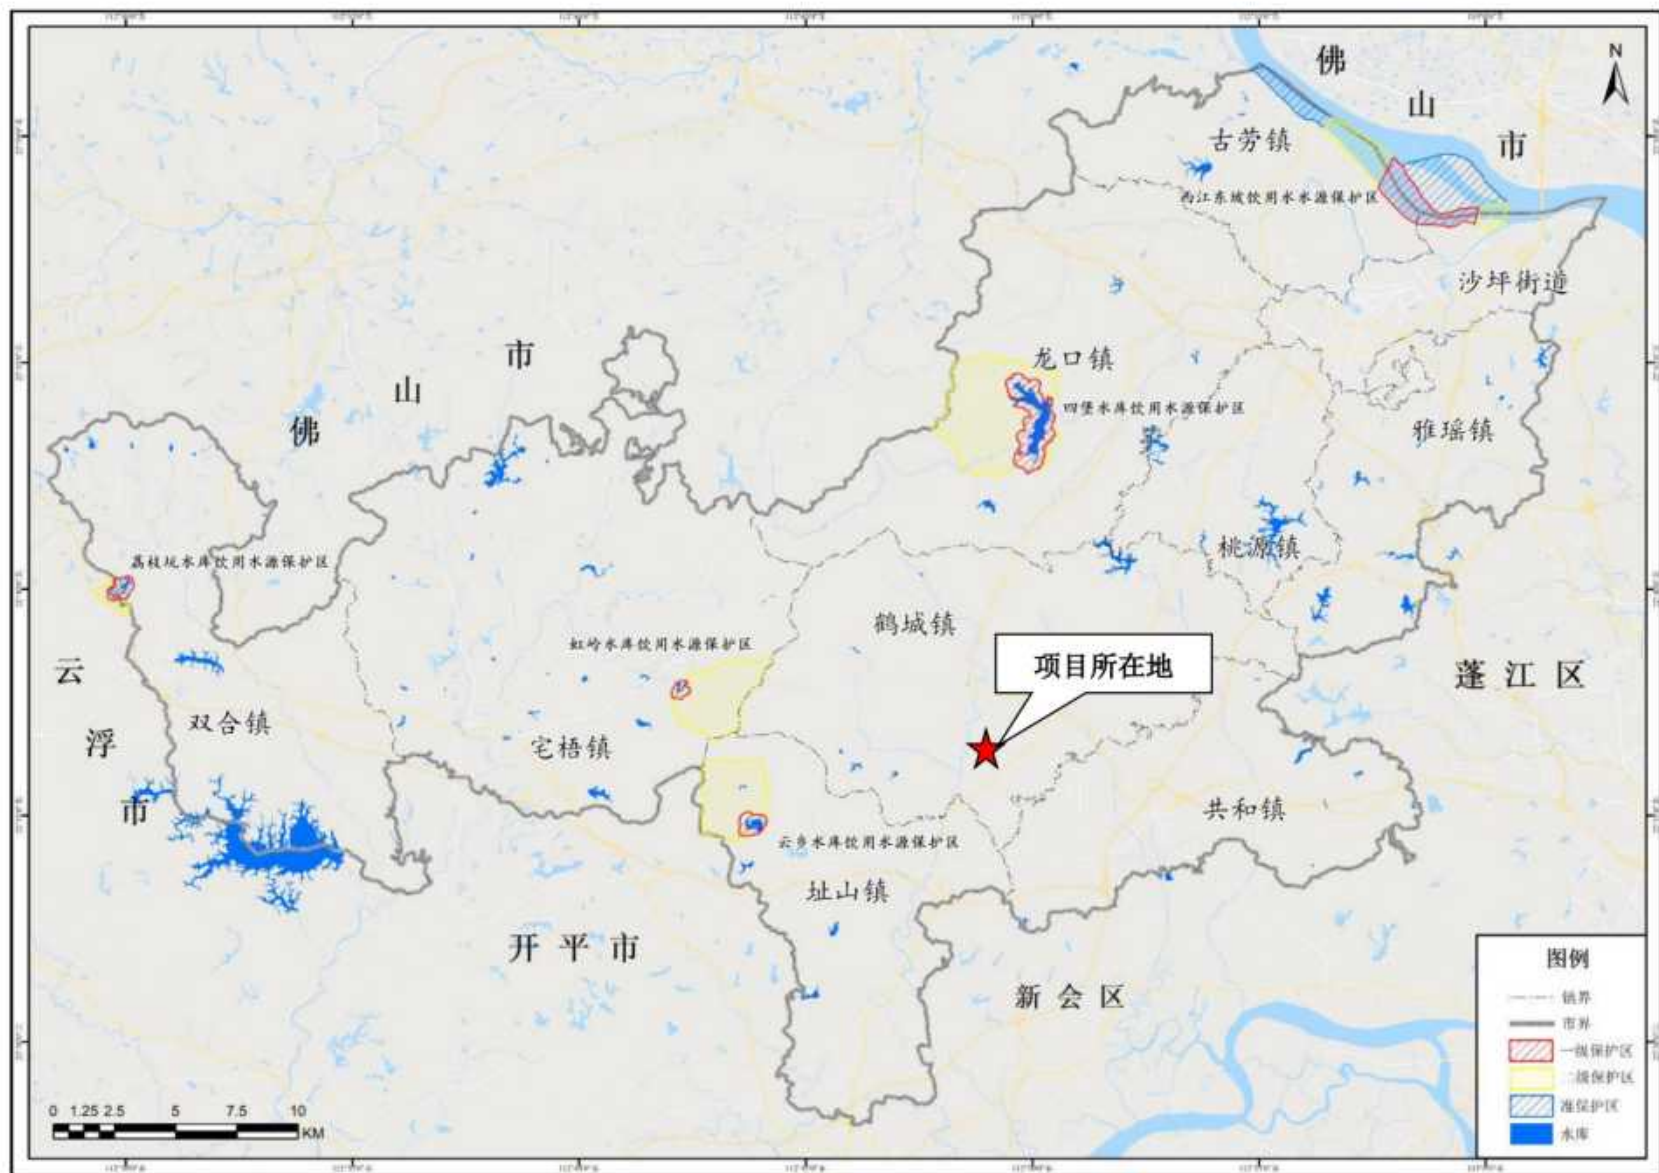 N
佛山市
古劳镇
西江东坡饮用水水源保护区
沙坪街道
龙口镇
四堡水库饮用水源保护区
雅瑶镇
佛山市
桃源镇
荔枝坑水库饮用水源保护区
鹤城镇
虹岭水库饮用水源保护区
项目所在地
蓬江区
云浮市
双合镇
宅梧镇
共和镇
云乡水库饮用水源保护区
址山镇
开平市
新会区
图例
镇界
市界
一级保护区
二级保护区
准保护区
水库
0 1.25 2.5 5 7.5 10
KM